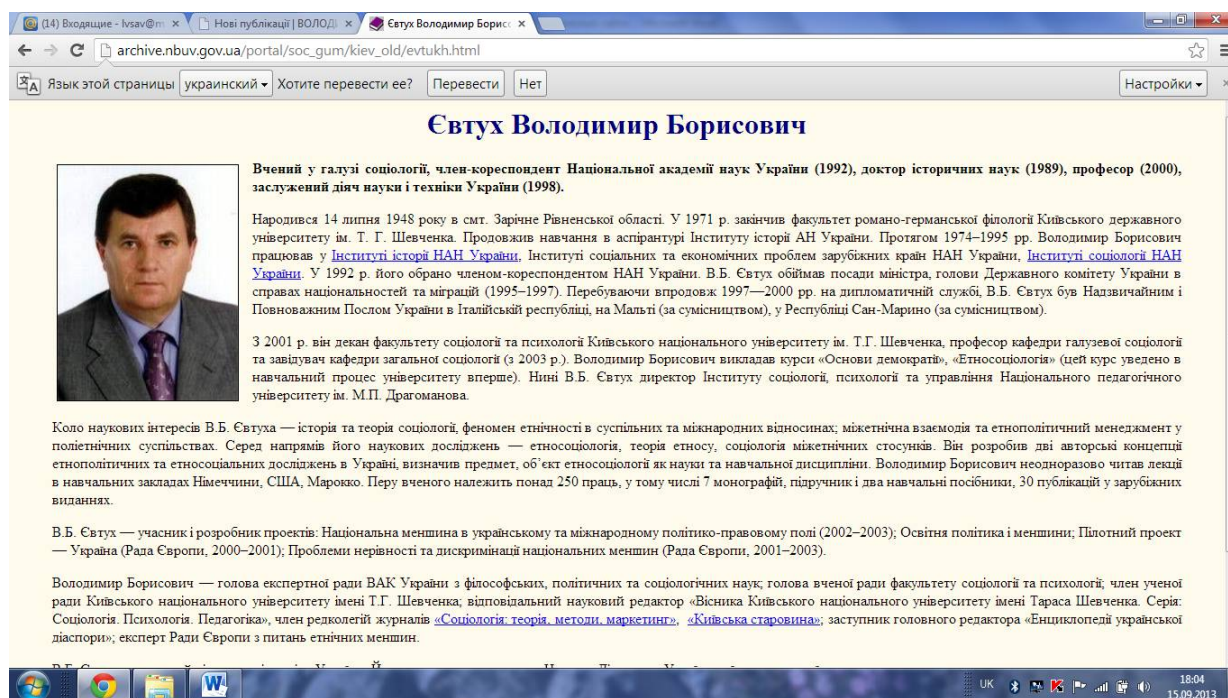 (14) Входящие - lvsav@m
Нові публікації | ВОЛОД
Євтух Володимир Борисо
archive.nbuv.gov.ua/portal/soc_gum/kiev_old/evtukh.html
Язык этой страницы украинский Хотите перевести ее? Перевести Нет Настройки
Євтух Володимир Борисович
Вчений у галузі соціології, член-кореспондент Національної академії наук України (1992), доктор історичних наук (1989), професор (2000),
заслужений діяч науки і техніки України (1998).
Народився 14 липня 1948 року в смт. Зарічне Рівненської області. У 1971 р. закінчив факультет романо-германської філології Київського державного
університету ім. Т. Г. Шевченка. Продовжив навчання в аспірантурі Інституту історії АН України. Протягом 1974–1995 рр. Володимир Борисович
працював у Інституті історії НАН України, Інституті соціальних та економічних проблем зарубіжних країн НАН України, Інституті соціології НАН
України. У 1992 р. його обрано членом-кореспондентом НАН України. В.Б. Євтух обіймав посади міністра, голови Державного комітету України в
справах національностей та міграцій (1995–1997). Перебуваючи впродовж 1997—2000 рр. на дипломатичній службі, В.Б. Євтух був Надзвичайним і
Повноважним Послом України в Італійській республіці, на Мальті (за сумісництвом), у Республіці Сан-Марино (за сумісництвом).
З 2001 р. він декан факультету соціології та психології Київського національного університету ім. Т.Г. Шевченка, професор кафедри галузевої соціології
та завідувач кафедри загальної соціології (з 2003 р.). Володимир Борисович викладав курси «Основи демократії», «Етносоціологія» (цей курс уведено в
навчальний процес університету вперше). Нині В.Б. Євтух директор Інституту соціології, психології та управління Національного педагогічного
університету ім. М.П. Драгоманова.
Коло наукових інтересів В.Б. Євтуха — історія та теорія соціології, феномен етнічності в суспільних та міжнародних відносинах; міжетнічна взаємодія та етнополітичний менеджмент у
поліетнічних суспільствах. Серед напрямів його наукових досліджень — етносоціологія, теорія етносу, соціологія міжетнічних стосунків. Він розробив дві авторські концепції
етнополітичних та етносоціальних досліджень в Україні, визначив предмет, об’єкт етносоціології як науки та навчальної дисципліни. Володимир Борисович неодноразово читав лекції
в навчальних закладах Німеччини, США, Марокко. Перу вченого належить понад 250 праць, у тому числі 7 монографій, підручник і два навчальні посібники, 30 публікацій у зарубіжних
виданнях.
В.Б. Євтух — учасник і розробник проектів: Національна меншина в українському та міжнародному політико-правовому полі (2002–2003); Освітня політика і меншини; Пілотний проект
— Україна (Рада Європи, 2000–2001); Проблеми нерівності та дискримінації національних меншин (Рада Європи, 2001–2003).
Володимир Борисович — голова експертної ради ВАК України з філософських, політичних та соціологічних наук; голова вченої ради факультету соціології та психології; член ученої
ради Київського національного університету імені Т.Г. Шевченка; відповідальний науковий редактор «Вісника Київського національного університету імені Тараса Шевченка. Серія:
Соціологія. Психологія. Педагогіка», член редколегій журналів «Соціологія: теорія, методи, маркетинг», «Київська старовина»; заступник головного редактора «Енциклопедії української
діаспори»; експерт Ради Європи з питань етнічних меншин.
UK 18:04
15.09.2013